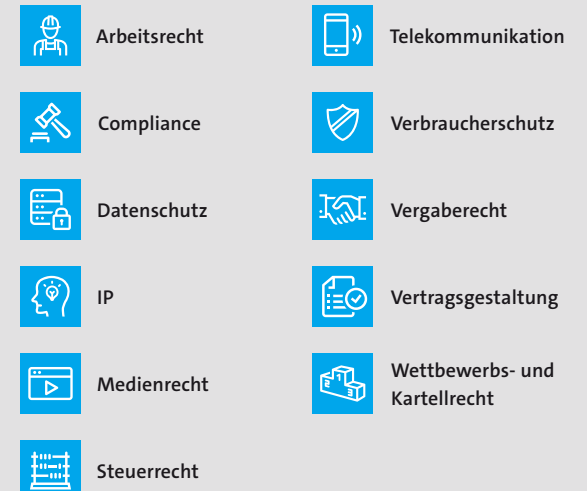 Arbeitsrecht
Compliance
Datenschutz
IP
Medienrecht
Steuerrecht
Telekommunikation
Verbraucherschutz
Vergaberecht
Vertragsgestaltung
Wettbewerbs- und
Kartellrecht